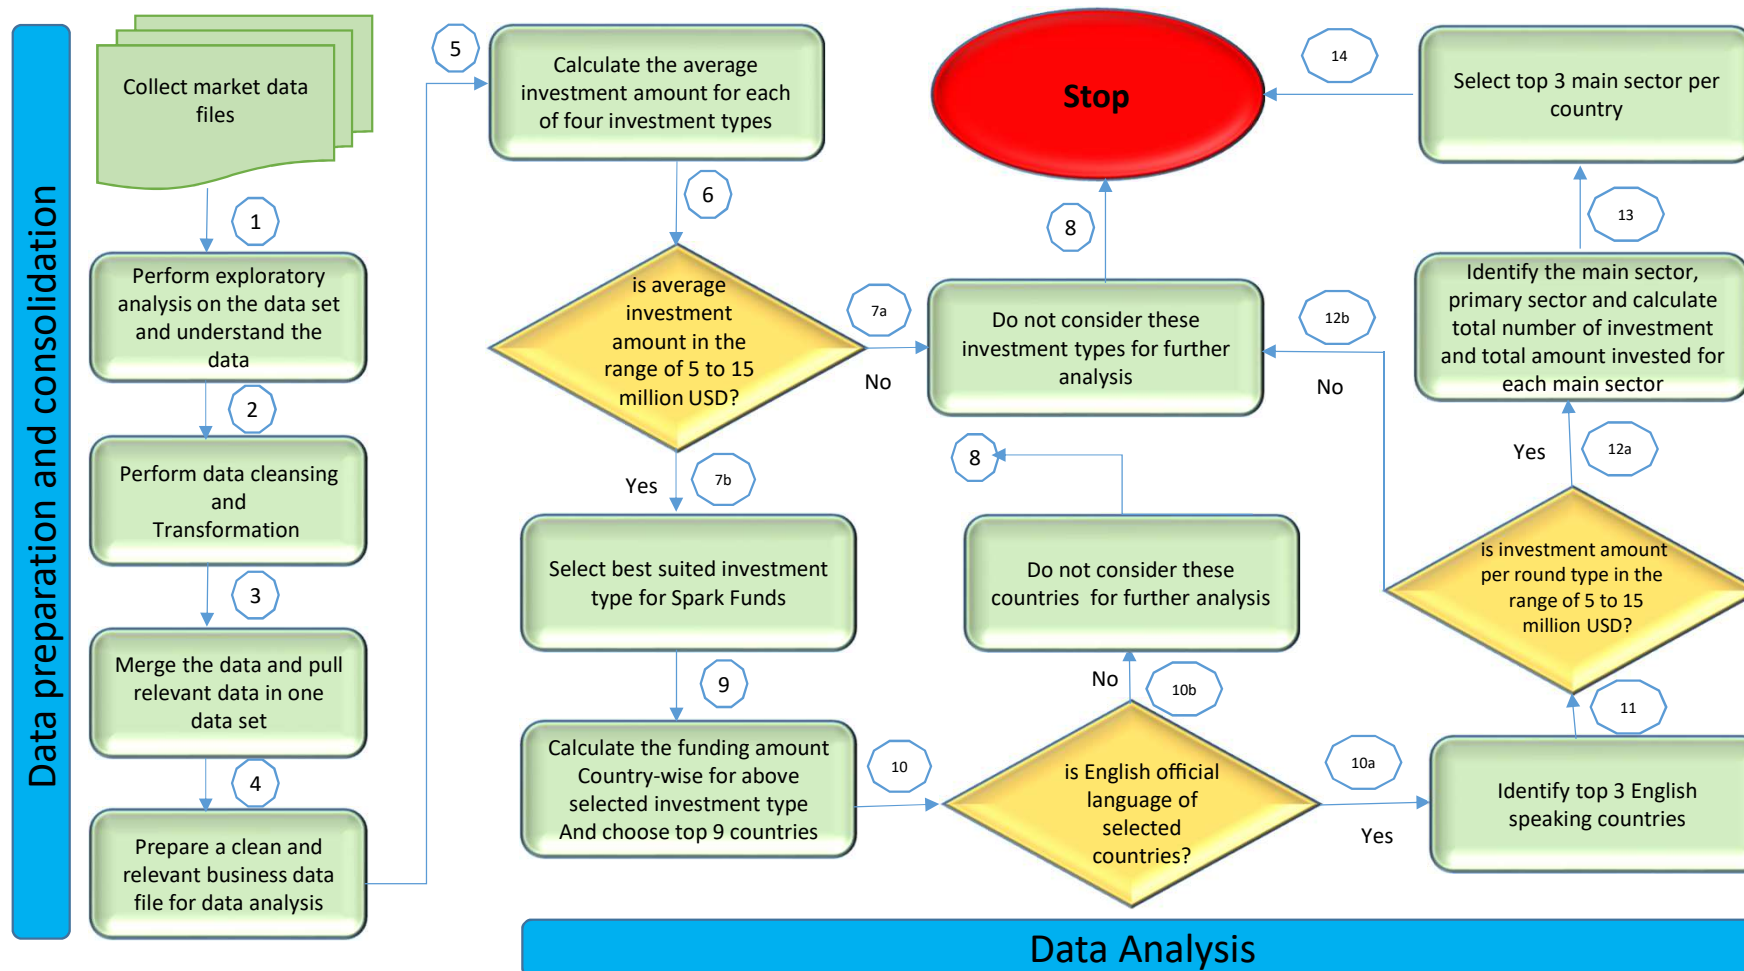 Data preparation and consolidation
Collect market data
files
1
Perform exploratory
analysis on the data set
and understand the
data
2
Perform data cleansing
and
Transformation
3
Merge the data and pull
relevant data in one
data set
4
Prepare a clean and
relevant business data
file for data analysis
5
Calculate the average
investment amount for each
of four investment types
6
is average
investment
amount in the
range of 5 to 15
million USD?
7a
No
Yes
7b
Select best suited investment
type for Spark Funds
9
Calculate the funding amount
Country-wise for above
selected investment type
And choose top 9 countries
10
Stop
8
Do not consider these
investment types for further
analysis
8
Do not consider these
countries for further analysis
No
10b
is English official
language of
selected
countries?
10a
Yes
14
Select top 3 main sector per
country
13
Identify the main sector,
primary sector and calculate
total number of investment
and total amount invested for
each main sector
12b
No
Yes
12a
is investment amount
per round type in the
range of 5 to 15
million USD?
11
Identify top 3 English
speaking countries
Data Analysis